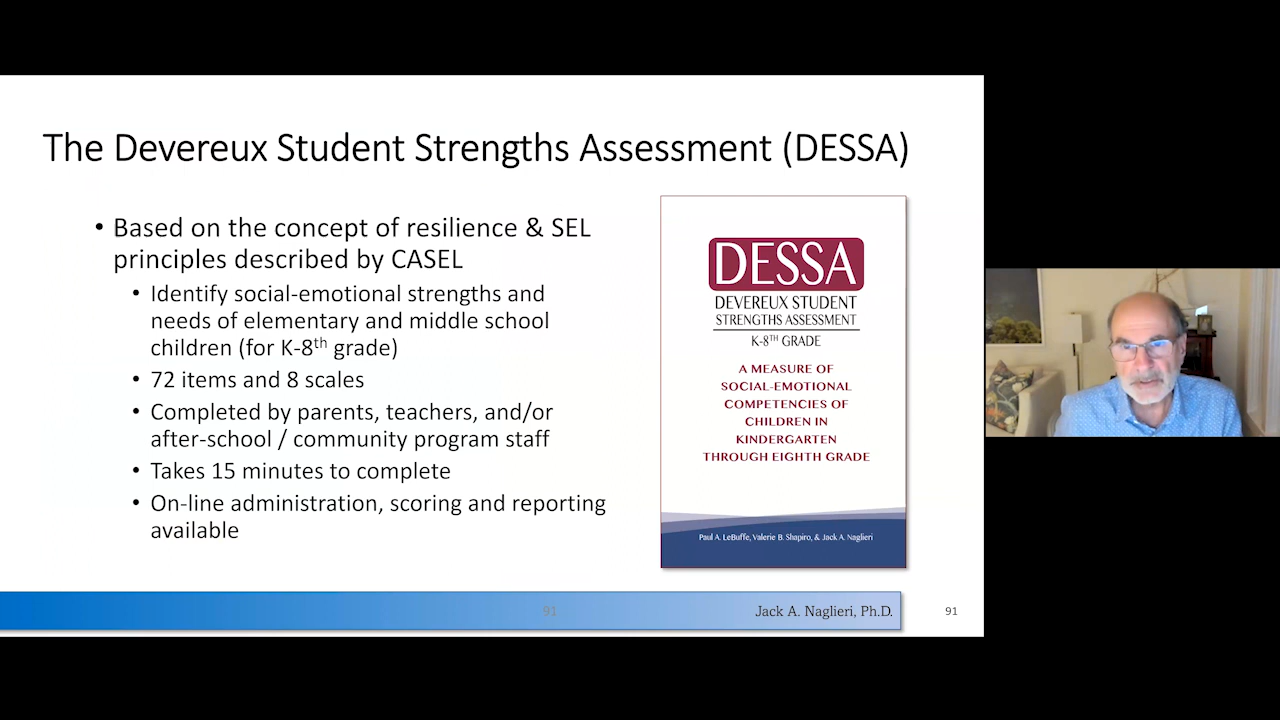 The Devereux Student Strengths Assessment (DESSA)
• Based on the concept of resilience & SEL
principles described by CASEL
• Identify social-emotional strengths and
needs of elementary and middle school
children (for K-8th grade)
• 72 items and 8 scales
• Completed by parents, teachers, and/or
after-school / community program staff
• Takes 15 minutes to complete
• On-line administration, scoring and reporting
available
DESSA
DEVEREUX STUDENT
STRENGTHS ASSESSMENT
K-8TH GRADE
A MEASURE OF
SOCIAL-EMOTIONAL
COMPETENCIES OF
CHILDREN IN
KINDERGARTEN
THROUGH EIGHTH GRADE
Paul A. LeBuffe, Valerie B. Shapiro, & Jack A. Naglieri
91
Jack A. Naglieri, Ph.D.
91